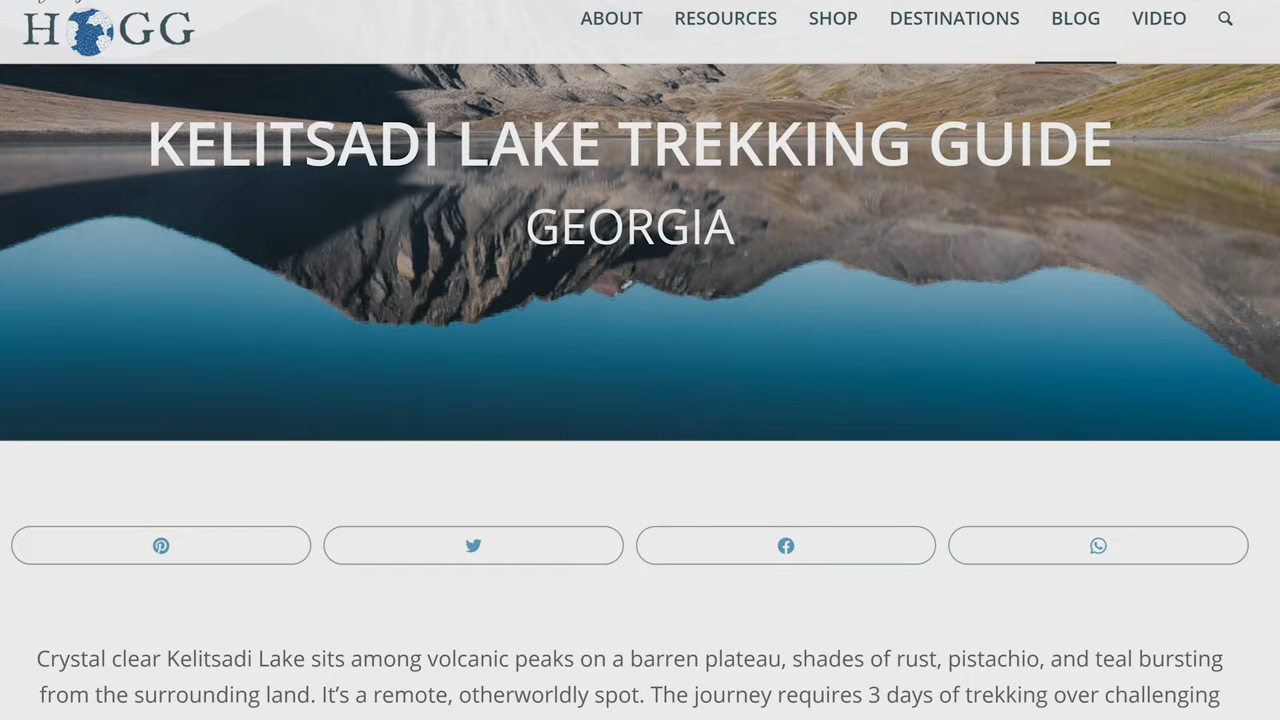 H GG
ABOUT RESOURCES SHOP DESTINATIONS BLOG VIDEO
KELITSADI LAKE TREKKING GUIDE
GEORGIA
Crystal clear Kelitsadi Lake sits among volcanic peaks on a barren plateau, shades of rust, pistachio, and teal bursting
from the surrounding land. It’s a remote, otherworldly spot. The journey requires 3 days of trekking over challenging